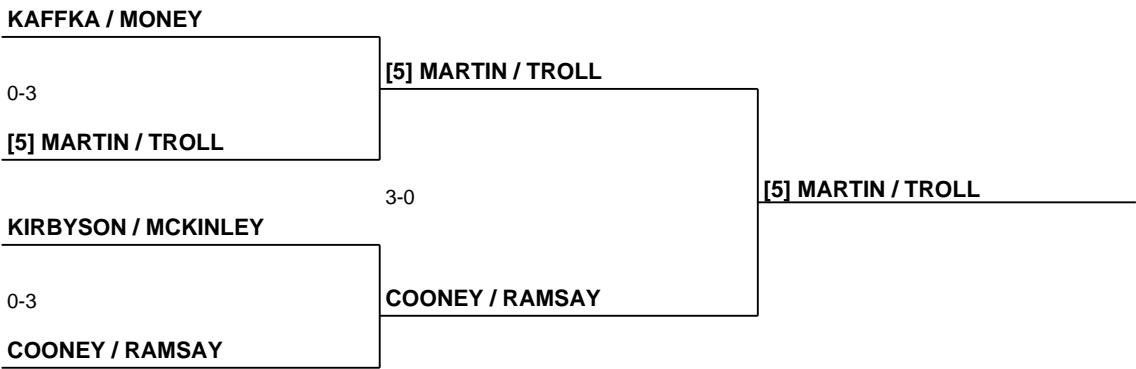 KAFFKA / MONEY
[5] MARTIN / TROLL
0-3
[5] MARTIN / TROLL
3-0
[5] MARTIN / TROLL
KIRBYSON / MCKINLEY
0-3
COONEY / RAMSAY
COONEY / RAMSAY